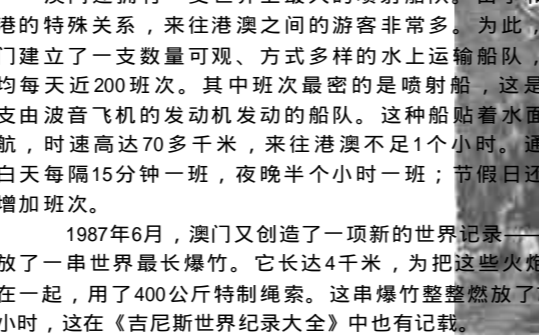 港的特殊关系，来往港澳之间的游客非常多。为此，
门建立了一支数量可观、方式多样的水上运输船队，
均每天近200班次。其中班次最密的是喷射船，这是
支由波音飞机的发动机发动的船队。这种船贴着水面
航，时速高达70多千米，来往港澳不足1个小时。通
白天每隔15分钟一班，夜晚半个小时一班；节假日还
增加班次。
1987年6月，澳门又创造了一项新的世界记录——
放了一串世界最长爆竹。它长达4千米，为把这些火炮
在一起，用了400公斤特制绳索。这串爆竹整整燃放了
小时，这在《吉尼斯世界纪录大全》中也有记载。